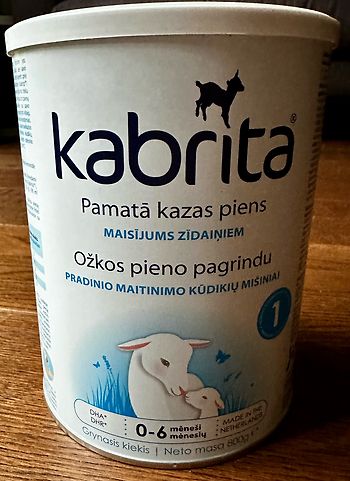 kabrita®
Pamatā kazas piens
MAISĪJUMS ZĪDAIŅIEM
Ožkos pieno pagrindu
PRADINIO MAITINIMO KŪDIKIŲ MIŠINIAI
1
DHA*
DHR*
0-6 mēneši
mėnesių
MADE IN THE
NETHERLANDS
Grynasis kiekis | Neto masa 800g